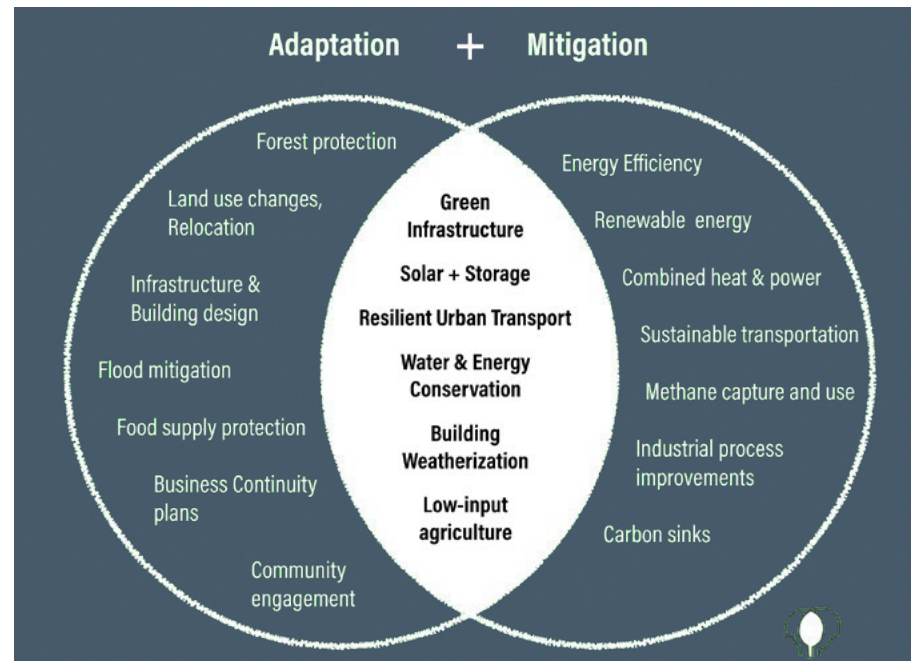 Adaptation + Mitigation
Forest protection
Land use changes,
Relocation
Infrastructure &
Building design
Flood mitigation
Food supply protection
Business Continuity
plans
Community
engagement
Green
Infrastructure
Solar + Storage
Resilient Urban Transport
Water & Energy
Conservation
Building
Weatherization
Low-input
agriculture
Energy Efficiency
Renewable energy
Combined heat & power
Sustainable transportation
Methane capture and use
Industrial process
improvements
Carbon sinks